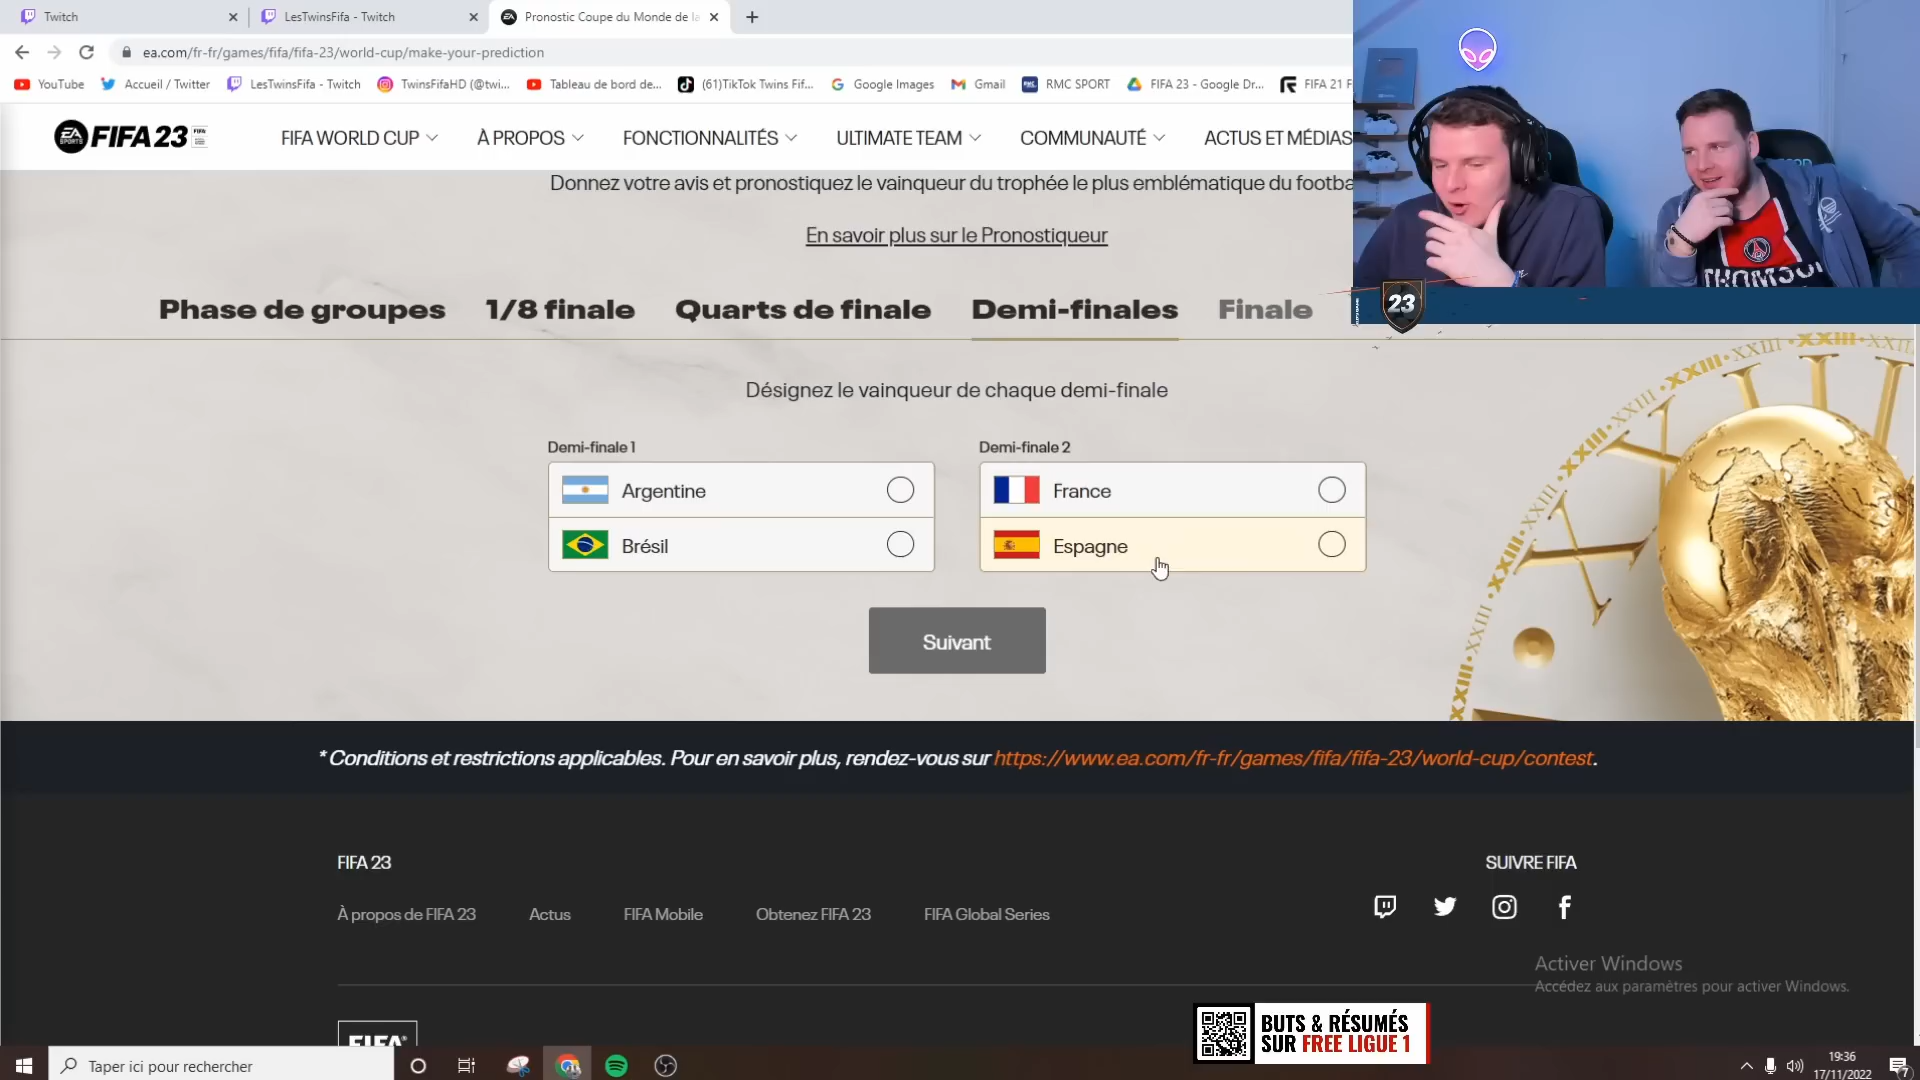 Twitch
LesTwinsFifa - Twitch
Pronostic Coupe du Monde de la
ea.com/fr-fr/games/fifa/fifa-23/world-cup/make-your-prediction
YouTube
Accueil / Twitter
LesTwinsFifa - Twitch
TwinsFifaHD (@twi...
Tableau de bord de...
(61)TikTok Twins Fif...
Google Images
Gmail
RMC SPORT
FIFA 23 - Google Dr...
FIFA 21 F
EA SPORTS FIFA 23
FIFA WORLD CUP
À PROPOS
FONCTIONNALITÉS
ULTIMATE TEAM
COMMUNAUTÉ
ACTUS ET MÉDIAS
Donnez votre avis et pronostiquez le vainqueur du trophée le plus emblématique du footba
En savoir plus sur le Pronostiqueur
THOMSON
23
Phase de groupes
1/8 finale
Quarts de finale
Demi-finales
Finale
Désignez le vainqueur de chaque demi-finale
Demi-finale 1
Argentine
Brésil
Demi-finale 2
France
Espagne
Suivant
* Conditions et restrictions applicables. Pour en savoir plus, rendez-vous sur https://www.ea.com/fr-fr/games/fifa/fifa-23/world-cup/contest.
FIFA 23
SUIVRE FIFA
À propos de FIFA 23
Actus
FIFA Mobile
Obtenez FIFA 23
FIFA Global Series
Activer Windows
Accédez aux paramètres pour activer Windows.
FIFA
BUTS & RÉSUMÉS
SUR FREE LIGUE 1
Taper ici pour rechercher
19:36
17/11/2022
7